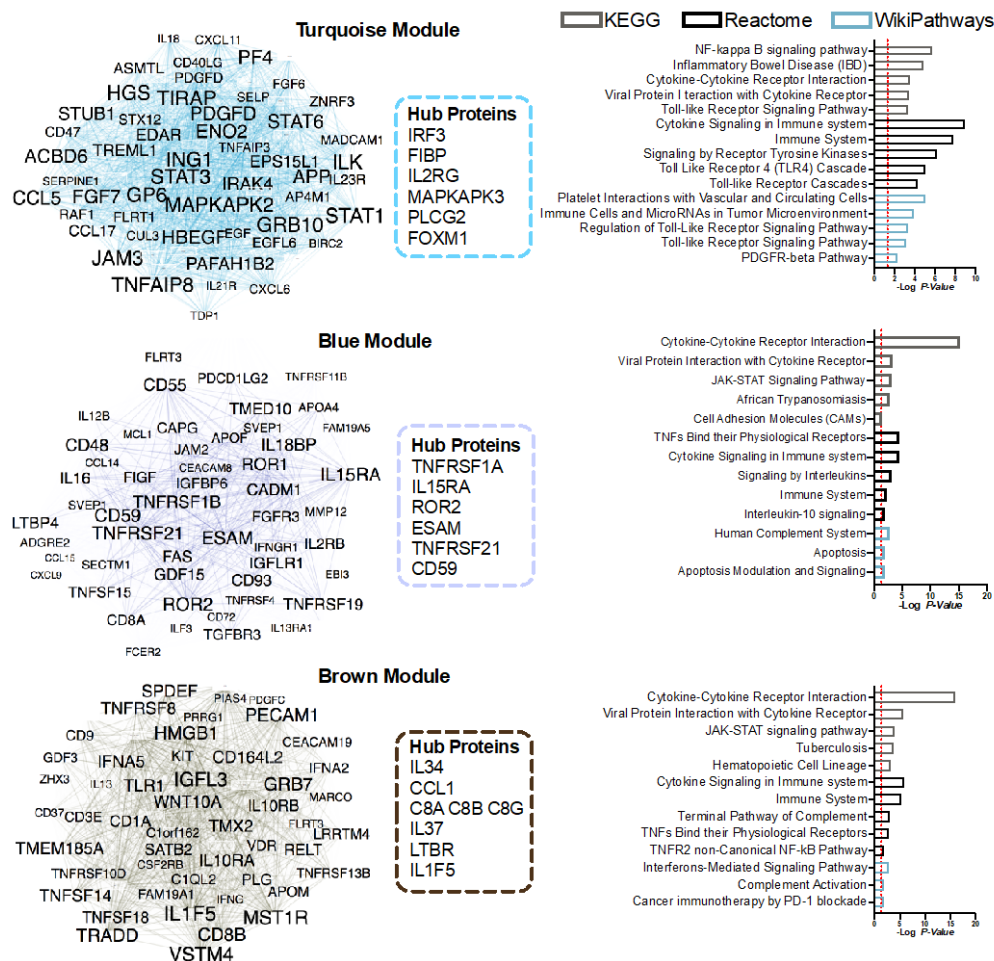 KEGG
Reactome
WikiPathways
Turquoise Module
IL18
CXCL11
ASMTL
CD40LG
PF4
PDGFD
HGS
TIRAP
SELP
FGF6
ZNRF3
STUB1
STX12
PDGFD
STAT6
CD47
EDAR
ENO2
MADCAM1
TREML1
TNFAIP3
ACBD6
ING1
EPS15L1
ILK
STAT3
APP
IL23R
SERPINE1
IRAK4
CCL5
FGF7
GP6
AP4M1
MAPKAPK2
STAT1
RAF1
FLRT1
GRB10
CCL17
CUL3
HBEGF
EGF
EGFL6
BIRC2
JAM3
PAFAH1B2
TNFAIP8
IL21R
CXCL6
TDP1
Hub Proteins
IRF3
FIBP
IL2RG
MAPKAPK3
PLCG2
FOXM1
NF-kappa B signaling pathway
Inflammatory Bowel Disease (IBD)
Cytokine-Cytokine Receptor Interaction
Viral Protein I nteraction with Cytokine Receptor
Toll-like Receptor Signaling Pathway
Cytokine Signaling in Immune system
Immune System
Signaling by Receptor Tyrosine Kinases
Toll Like Receptor 4 (TLR4) Cascade
Toll-like Receptor Cascades
Platelet Interactions with Vascular and Circulating Cells
Immune Cells and MicroRNAs in Tumor Microenvironment
Regulation of Toll-Like Receptor Signaling Pathway
Toll-like Receptor Signaling Pathway
PDGFR-beta Pathway
0 2 4 6 8 10
-Log P-Value
Blue Module
FLRT3
CD55
PDCD1LG2
TNFRSF11B
IL12B
TMED10
APOA4
CAPG
SVEP1
FAM19A5
MCL1
APOF
CD48
JAM2
IL18BP
CCL14
CEACAM8
ROR1
IL15RA
IL16
FIGF
IGFBP6
CADM1
SVEP1
TNFRSF1B
MMP12
CD59
FGFR3
LTBP4
TNFRSF21
ESAM
ADGRE2
IFNGR1
IL2RB
CCL15
FAS
IGFLR1
SECTM1
CXCL9
GDF15
CD93
EBI3
TNFSF15
ROR2
TNFRSF4
TNFRSF19
CD8A
CD72
ILF3
TGFBR3
IL13RA1
FCER2
Hub Proteins
TNFRSF1A
IL15RA
ROR2
ESAM
TNFRSF21
CD59
Cytokine-Cytokine Receptor Interaction
Viral Protein Interaction with Cytokine Receptor
JAK-STAT Signaling Pathway
African Trypanosomiasis
Cell Adhesion Molecules (CAMs)
TNFs Bind their Physiological Receptors
Cytokine Signaling in Immune system
Signaling by Interleukins
Immune System
Interleukin-10 signaling
Human Complement System
Apoptosis
Apoptosis Modulation and Signaling
0 5 10 15 20
-Log P-Value
Brown Module
SPDEF
PIAS4
PDGFC
TNFRSF8
PRRG1
PECAM1
CD9
HMGB1
CEACAM19
GDF3
IFNA5
KIT
CD164L2
IFNA2
ZHX3
IL13
TLR1
IGFL3
GRB7
MARCO
CD37
CD3E
CD1A
WNT10A
IL10RB
TMX2
FLRT3
C1orf162
LRRTM4
TMEM185A
SATB2
VDR
RELT
CSF2RB
IL10RA
TNFRSF10D
C1QL2
PLG
TNFRSF13B
TNFSF14
FAM19A1
IFNG
APOM
TNFSF18
IL1F5
MST1R
TRADD
CD8B
VSTM4
Hub Proteins
IL34
CCL1
C8A C8B C8G
IL37
LTBR
IL1F5
Cytokine-Cytokine Receptor Interaction
Viral Protein Interaction with Cytokine Receptor
JAK-STAT signaling pathway
Tuberculosis
Hematopoietic Cell Lineage
Cytokine Signaling in Immune system
Immune System
Terminal Pathway of Complement
TNFs Bind their Physiological Receptors
TNFR2 non-Canonical NF-kB Pathway
Interferons-Mediated Signaling Pathway
Complement Activation
Cancer immunotherapy by PD-1 blockade
0 5 10 15 20
-Log P-Value